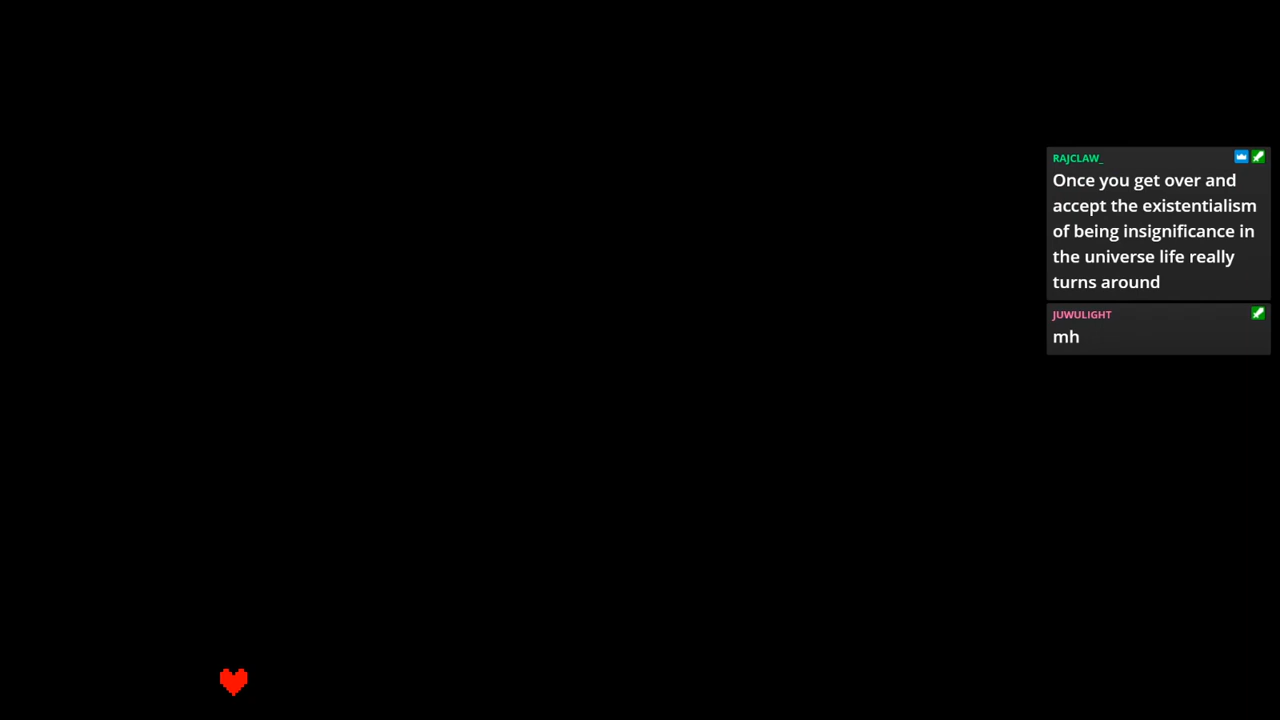 RAJCLAW_
Once you get over and
accept the existentialism
of being insignificance in
the universe life really
turns around
JUWULIGHT
mh